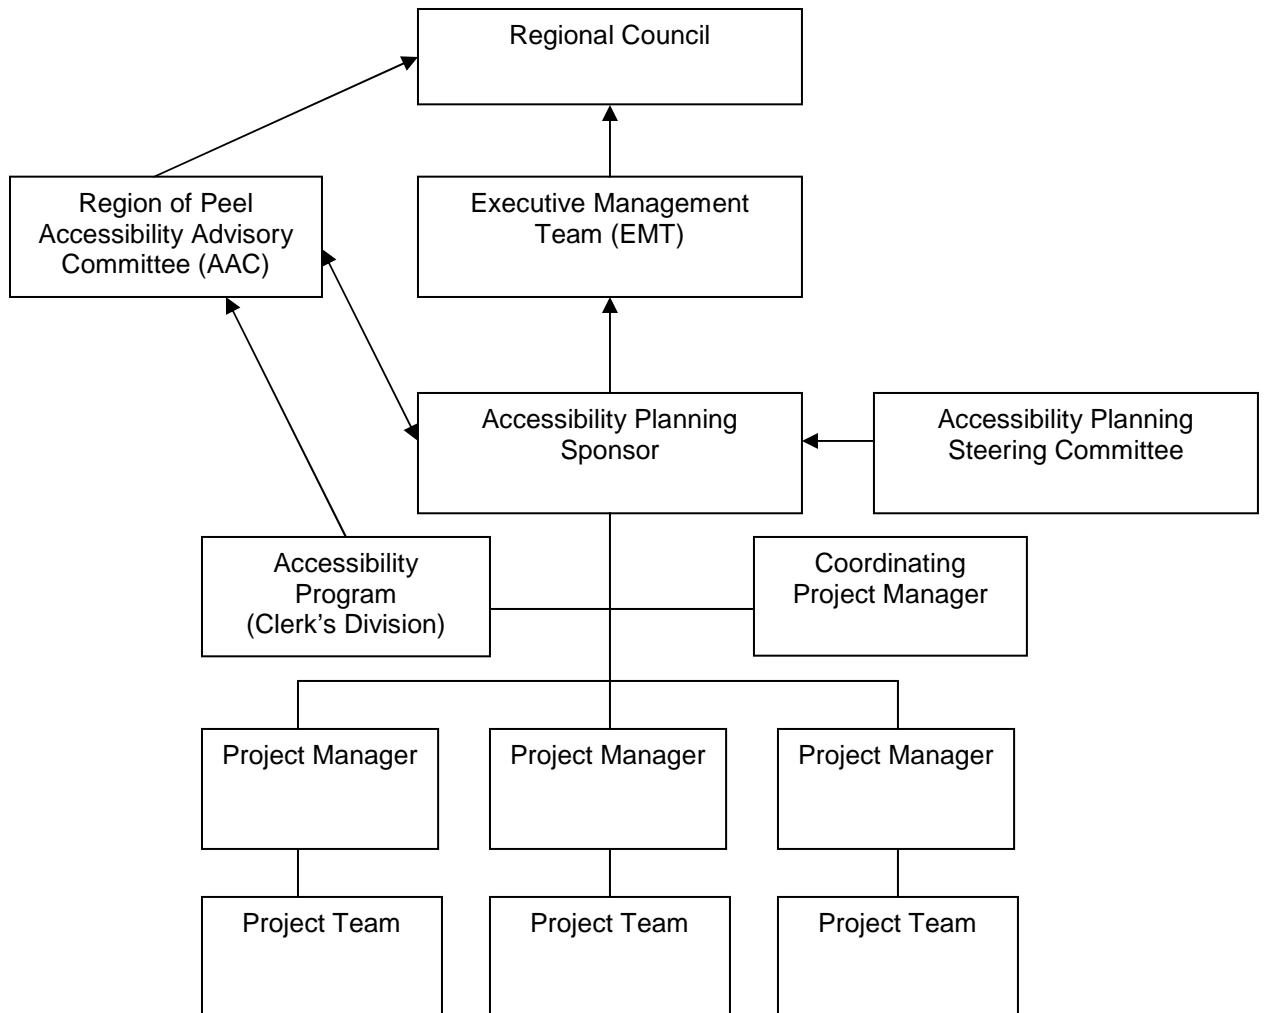 Regional Council
Region of Peel
Accessibility Advisory
Committee (AAC)
Executive Management
Team (EMT)
Accessibility Planning
Sponsor
Accessibility Planning
Steering Committee
Accessibility
Program
(Clerk's Division)
Coordinating
Project Manager
Project Manager
Project Manager
Project Manager
Project Team
Project Team
Project Team